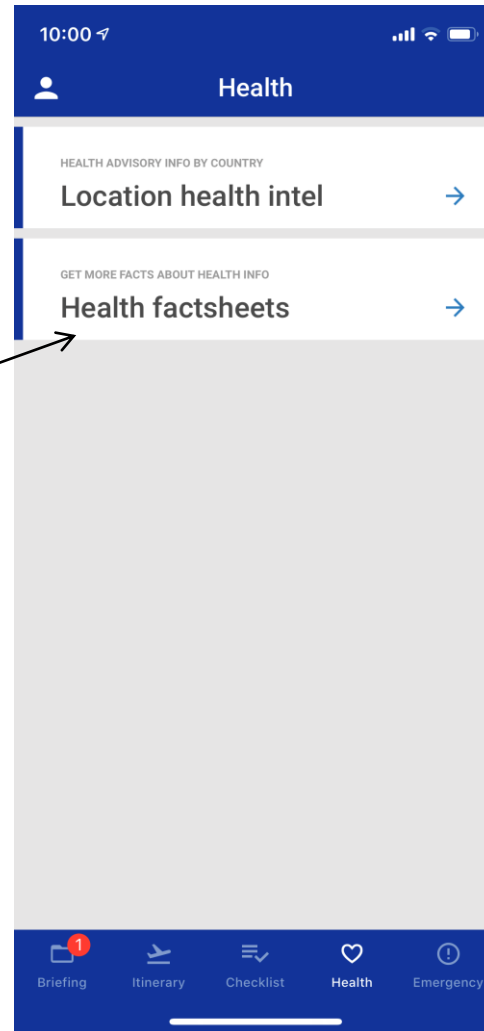 10:00
Health
HEALTH ADVISORY INFO BY COUNTRY
Location health intel
GET MORE FACTS ABOUT HEALTH INFO
Health factsheets
1
Briefing Itinerary Checklist Health Emergency